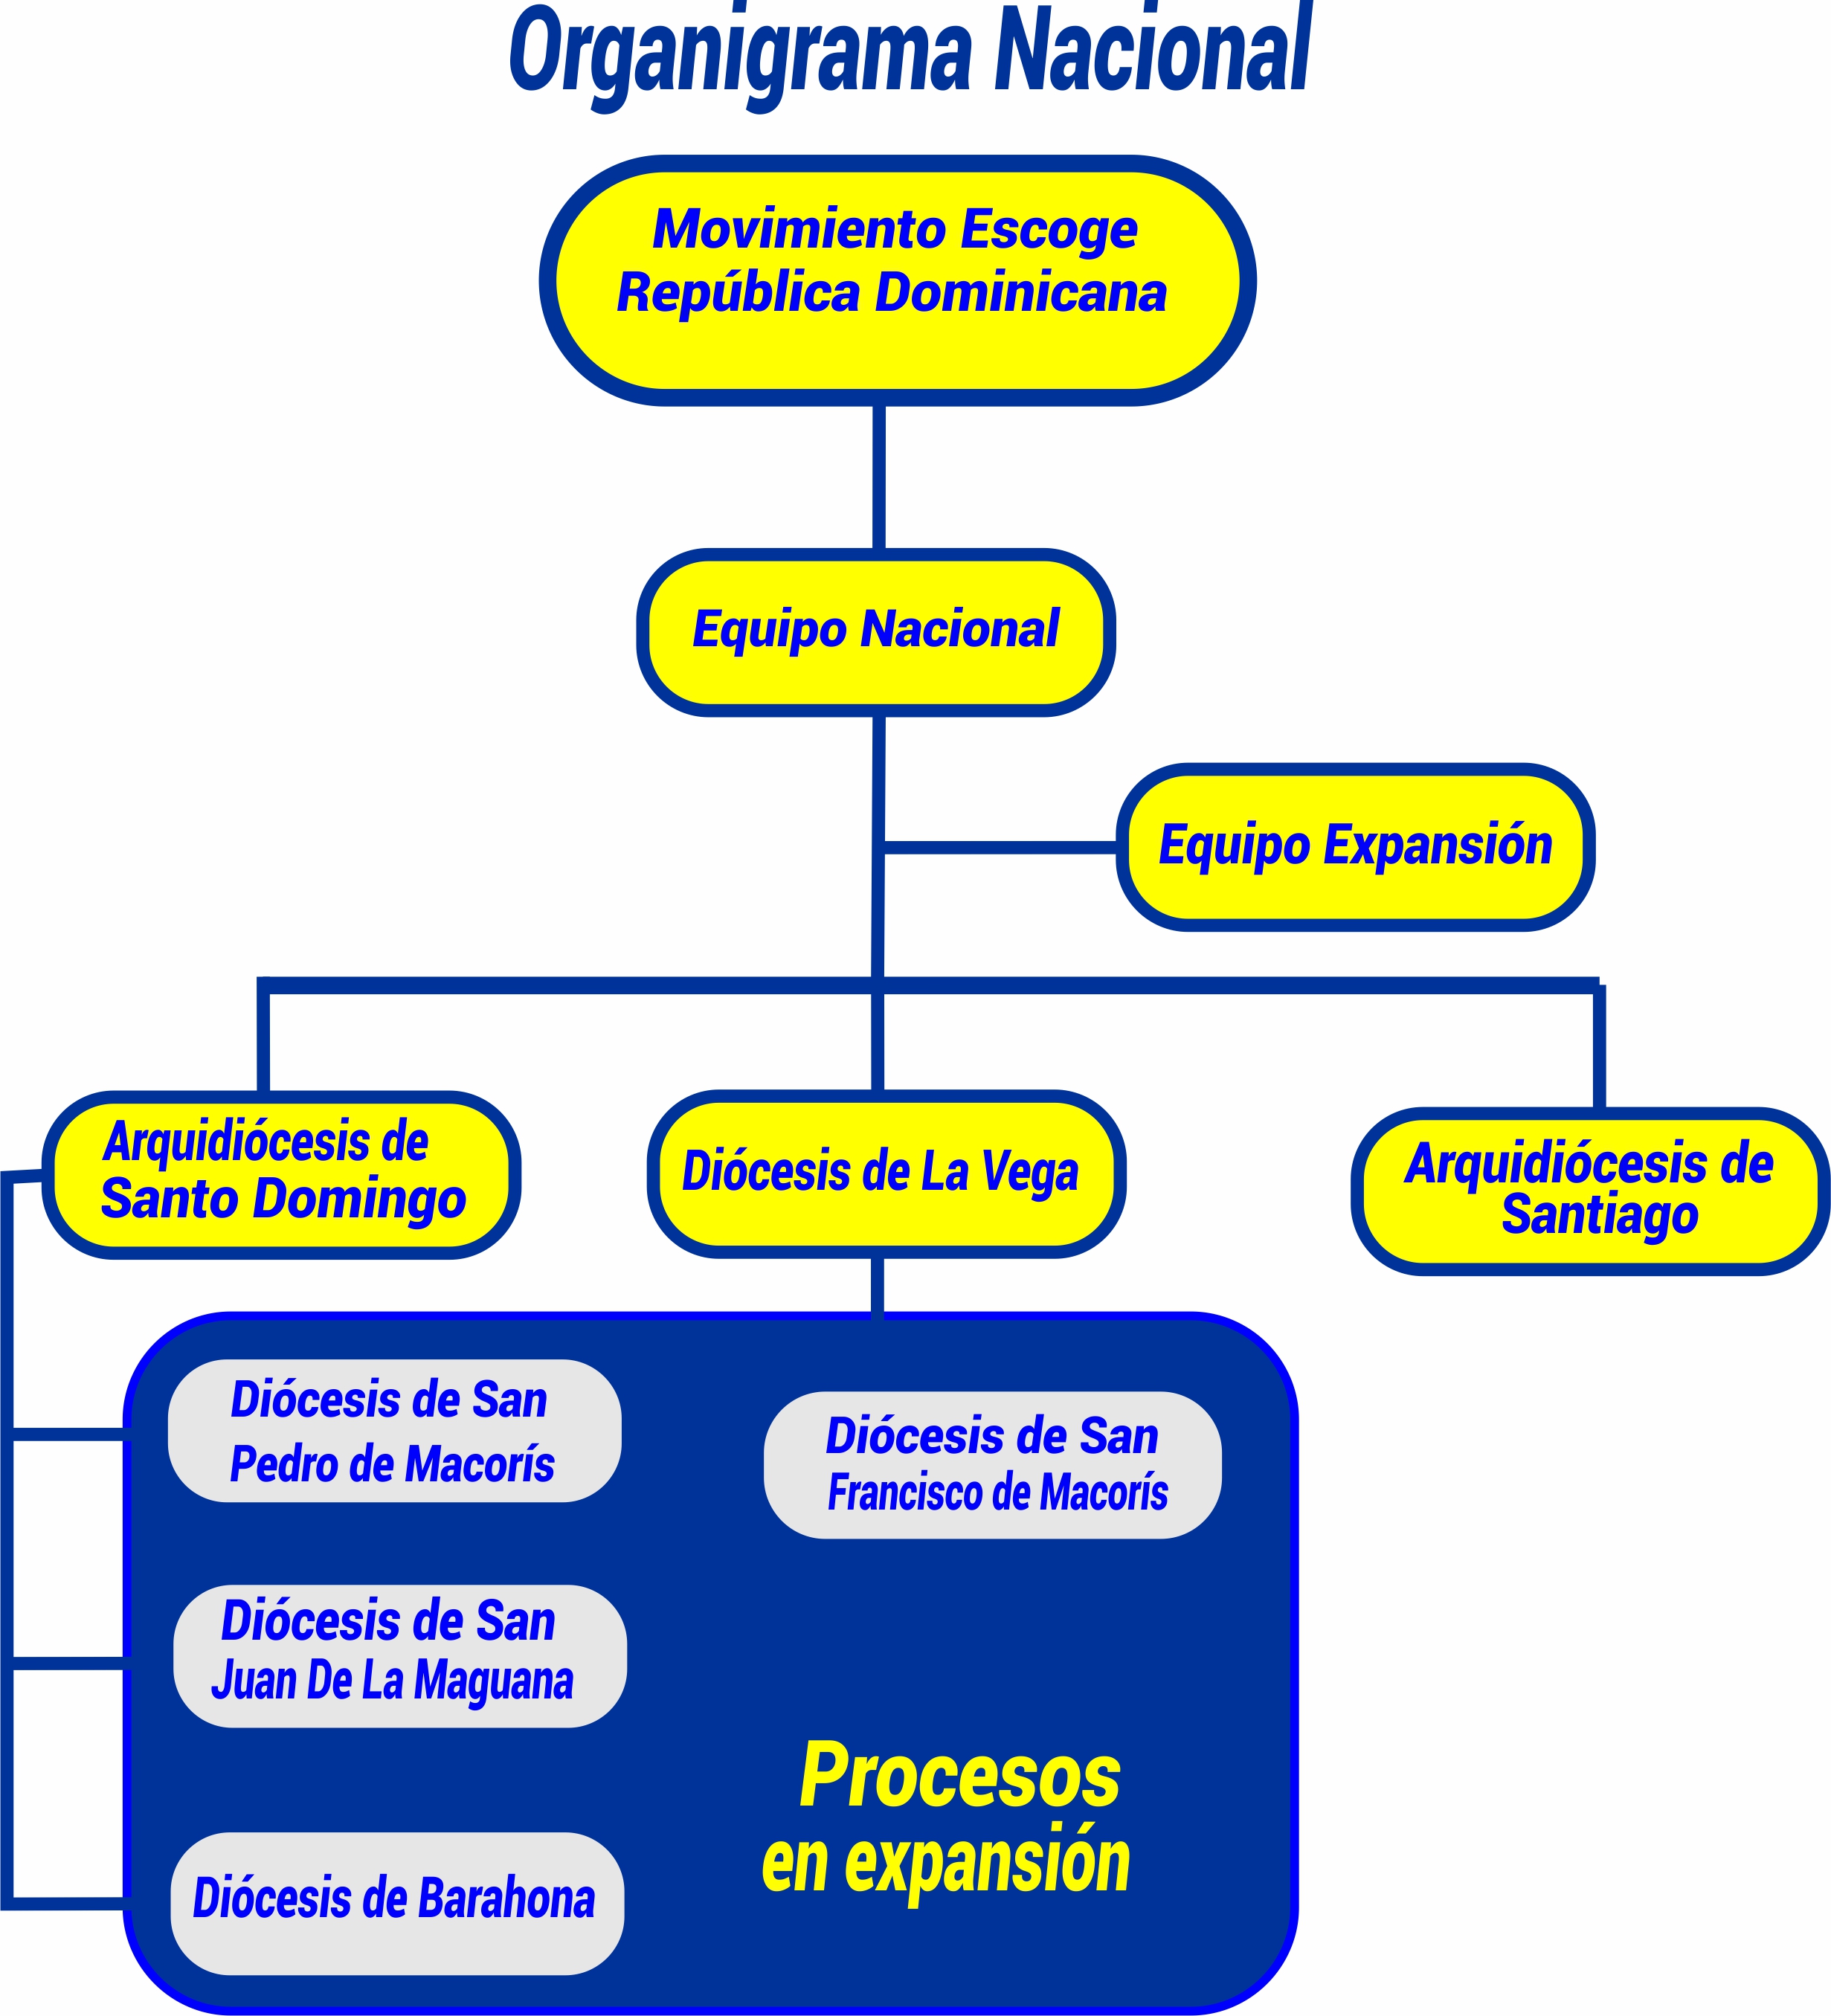 Organigrama Nacional
Movimiento Escoge
República Dominicana
Equipo Nacional
Equipo Expansión
Arquidiócesis de
Santo Domingo
Diócesis de La Vega
Arquidiócesis de
Santiago
Diócesis de San
Pedro de Macorís
Diócesis de San
Francisco de Macorís
Diócesis de San
Juan De La Maguana
Diócesis de Barahona
Procesos
en expansión